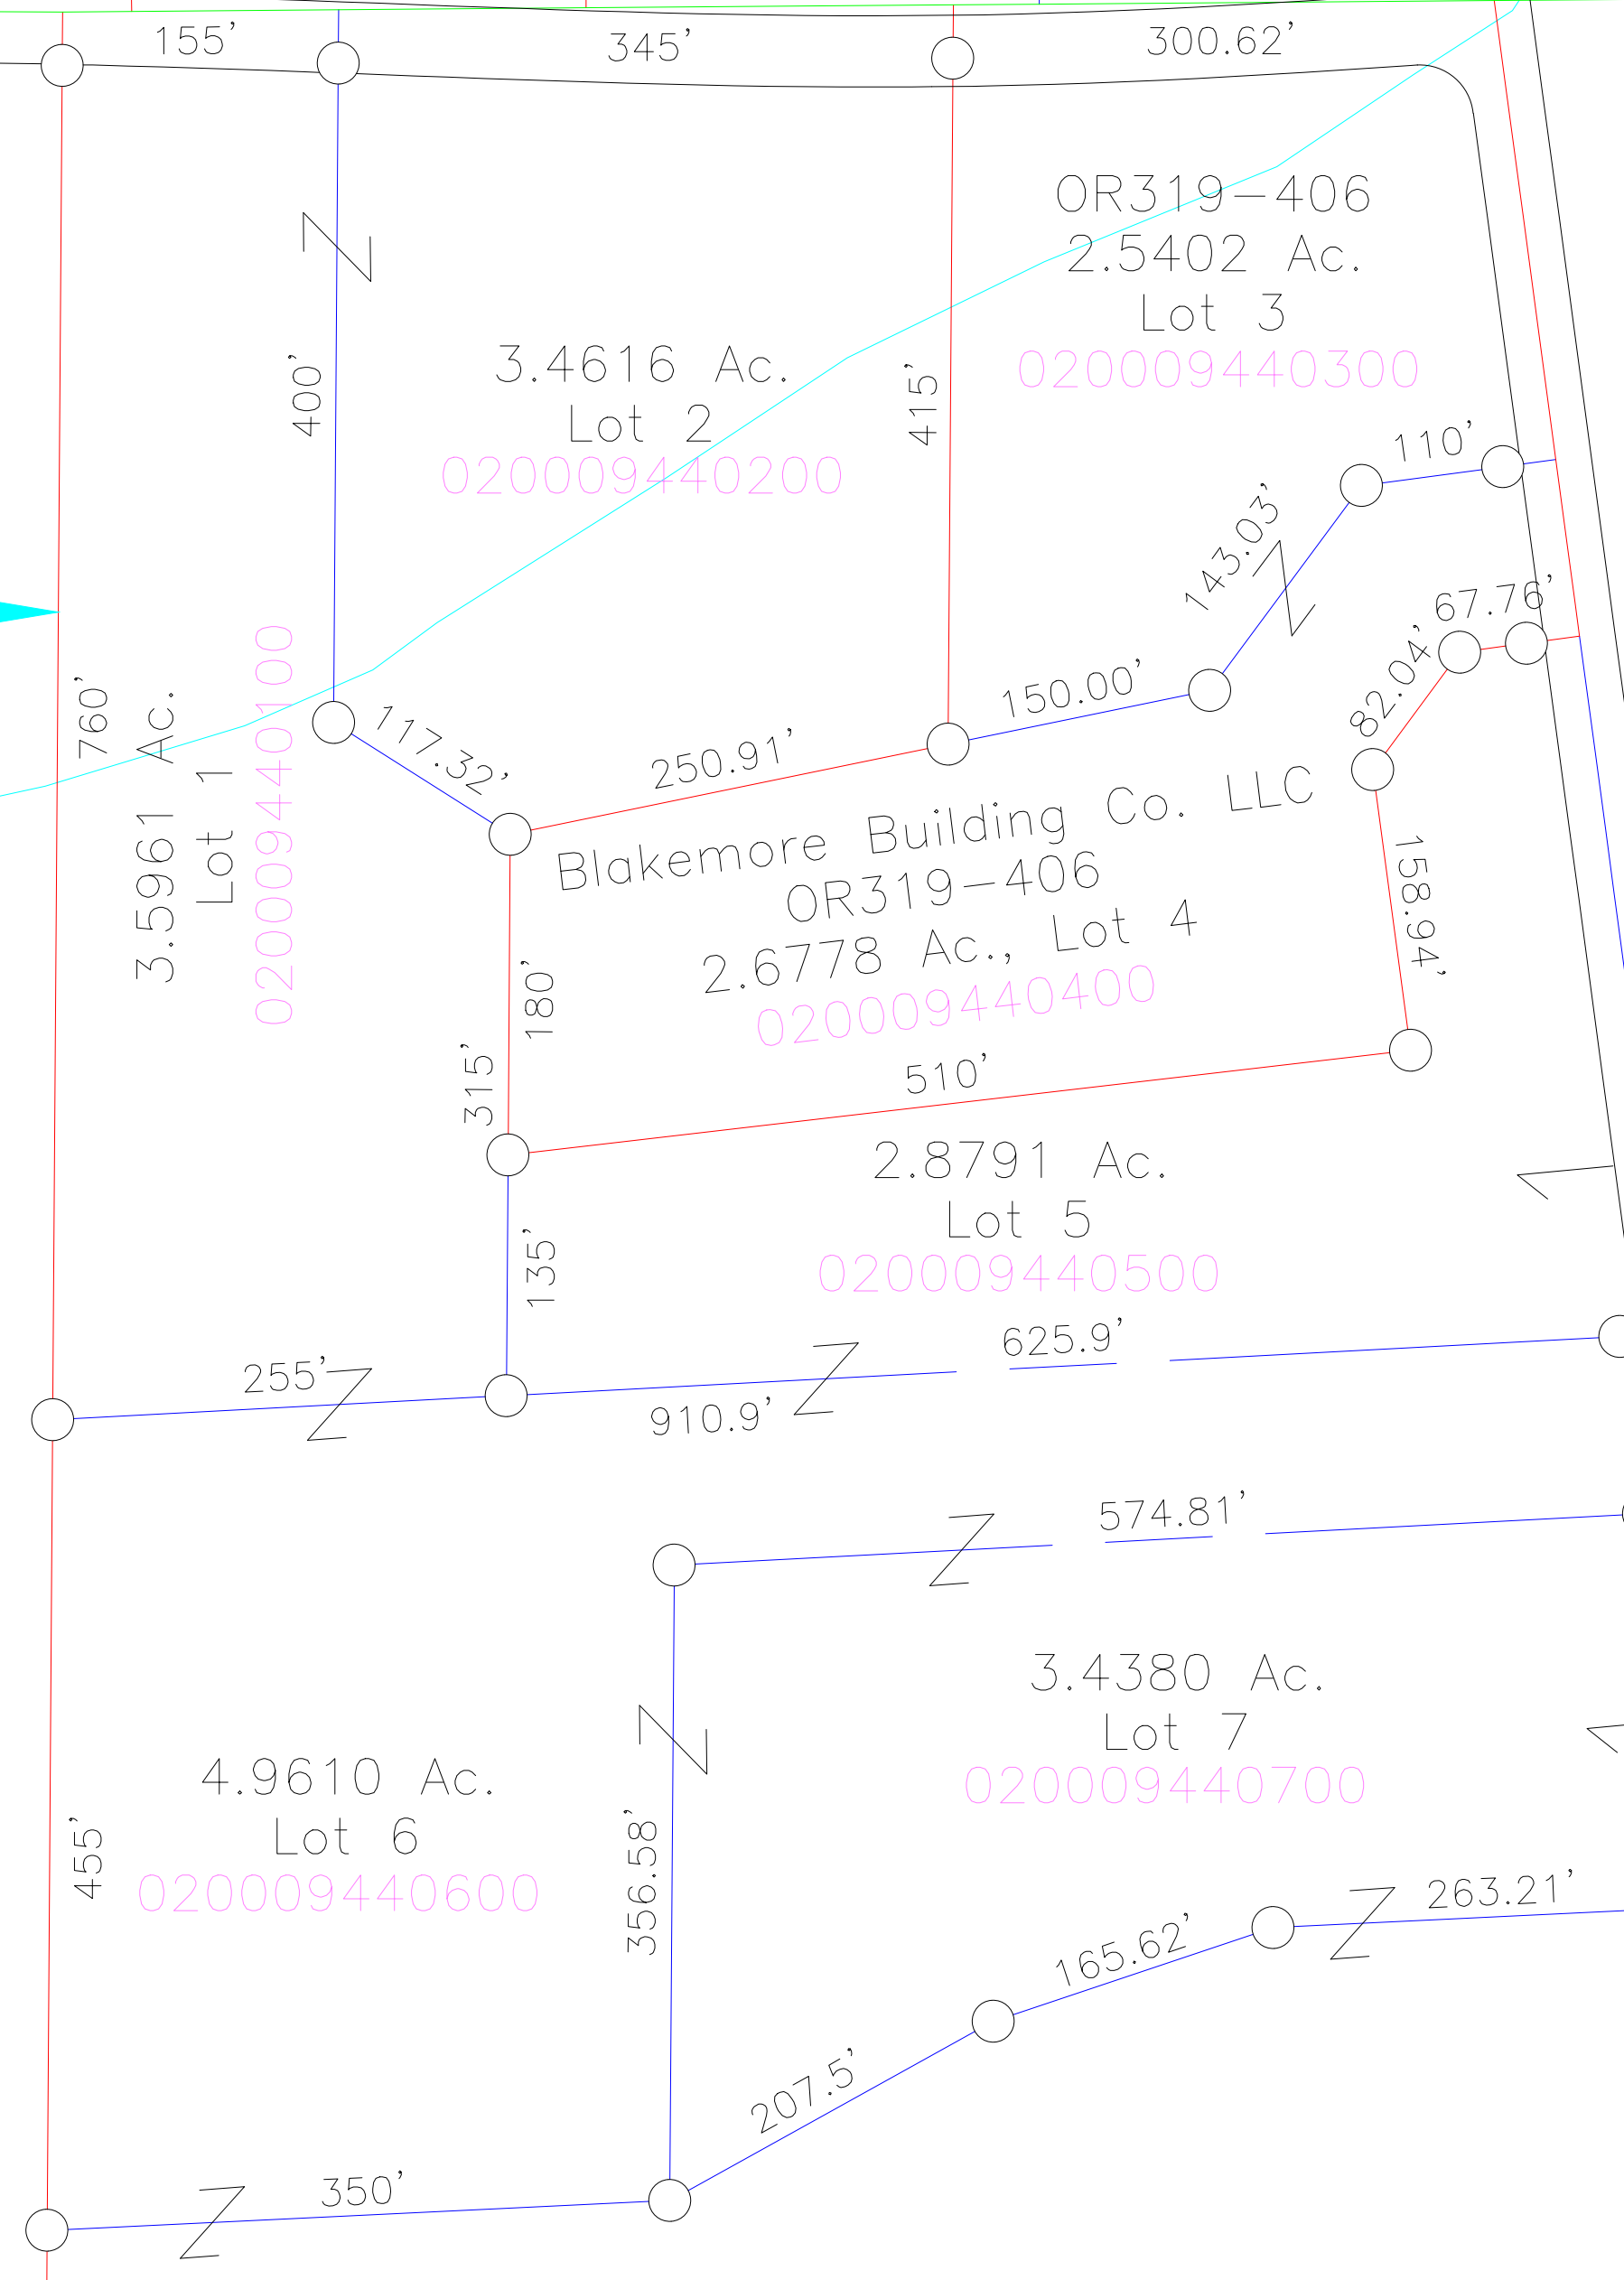 155'
345'
300.62'
OR319-406
2.5402 Ac.
Lot 3
020009440300
400'
3.4616 Ac.
Lot 2
020009440200
415'
110'
143.03'
67.76'
82.04'
150.00'
760'
3.5961 Ac.
Lot 1
020009440100
117.32'
250.91'
Blakemore Building Co. LLC
OR319-406
2.6778 Ac., Lot 4
020009440400
158.94'
180'
315'
510'
2.8791 Ac.
Lot 5
020009440500
135'
625.9'
255'
910.9'
574.81'
3.4380 Ac.
Lot 7
020009440700
4.9610 Ac.
Lot 6
020009440600
455'
356.58'
263.21'
165.62'
207.5'
350'